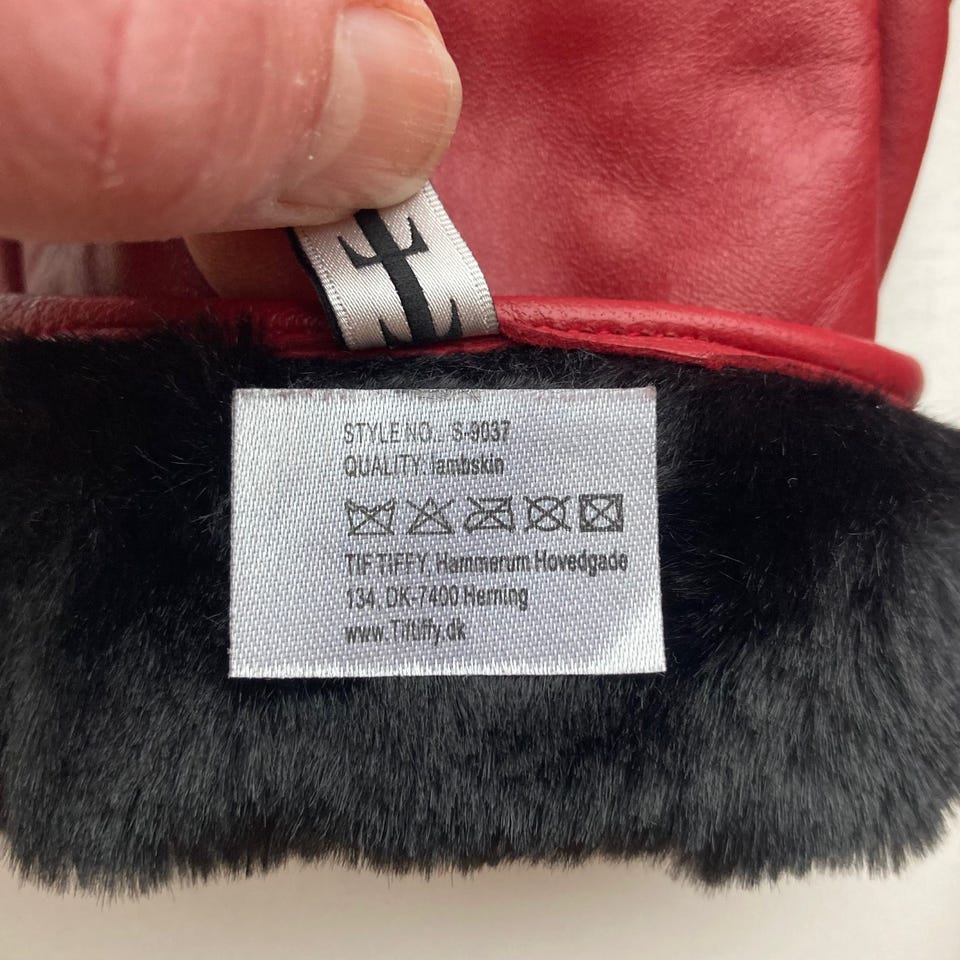 STYLE NO.. S-9037
QUALITY: lambskin
TIF TIFFY, Hammerum Hovedgade
134, DK-7400 Herning
www.Tiftiffy.dk